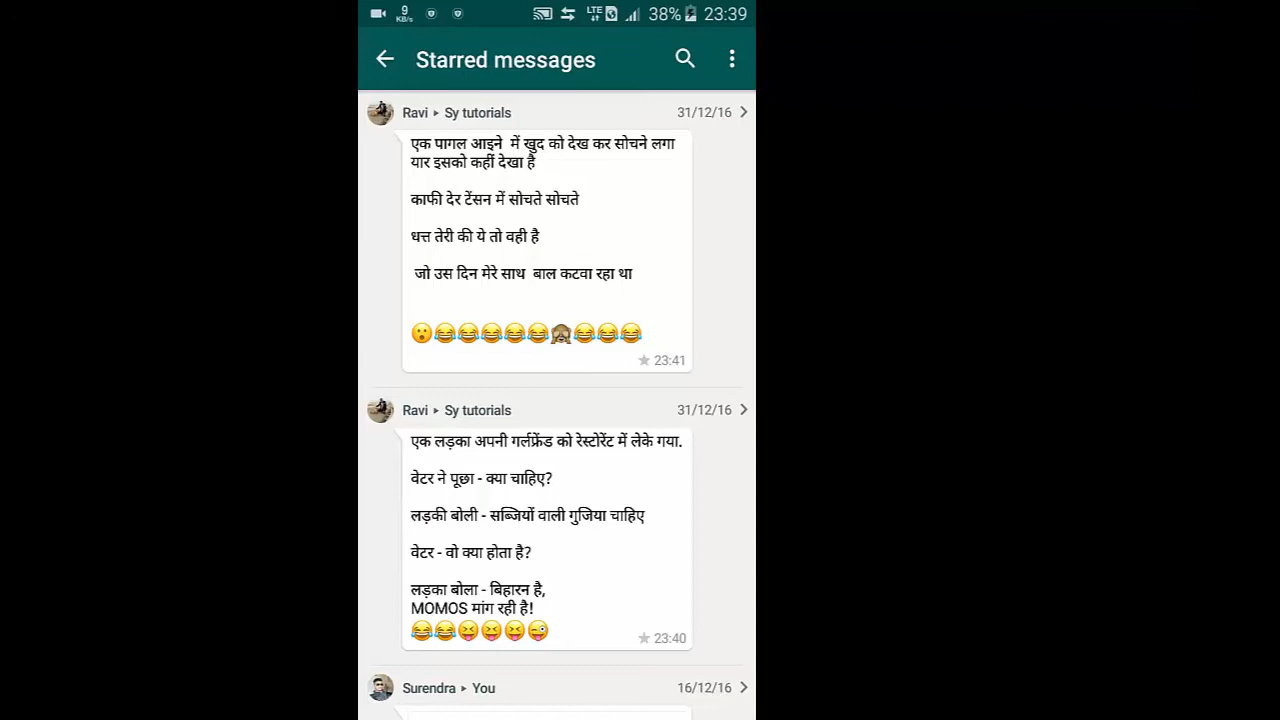 9
KB/s
LTE
38%
23:39
Starred messages
Ravi ▸ Sy tutorials
31/12/16
एक पागल आइने में खुद को देख कर सोचने लगा
यार इसको कहीं देखा है
काफी देर टेंसन में सोचते सोचते
धत्त तेरी की ये तो वही है
जो उस दिन मेरे साथ बाल कटवा रहा था
😮😂😂😂😂😂🙈😂😂😂
★ 23:41
Ravi ▸ Sy tutorials
31/12/16
एक लड़का अपनी गर्लफ्रेंड को रेस्टोरेंट में लेके गया.
वेटर ने पूछा - क्या चाहिए?
लड़की बोली - सब्जियों वाली गुजिया चाहिए
वेटर - वो क्या होता है?
लड़का बोला - बिहारन है,
MOMOS मांग रही है!
😂😂😝😝😝😜
★ 23:40
Surendra ▸ You
16/12/16